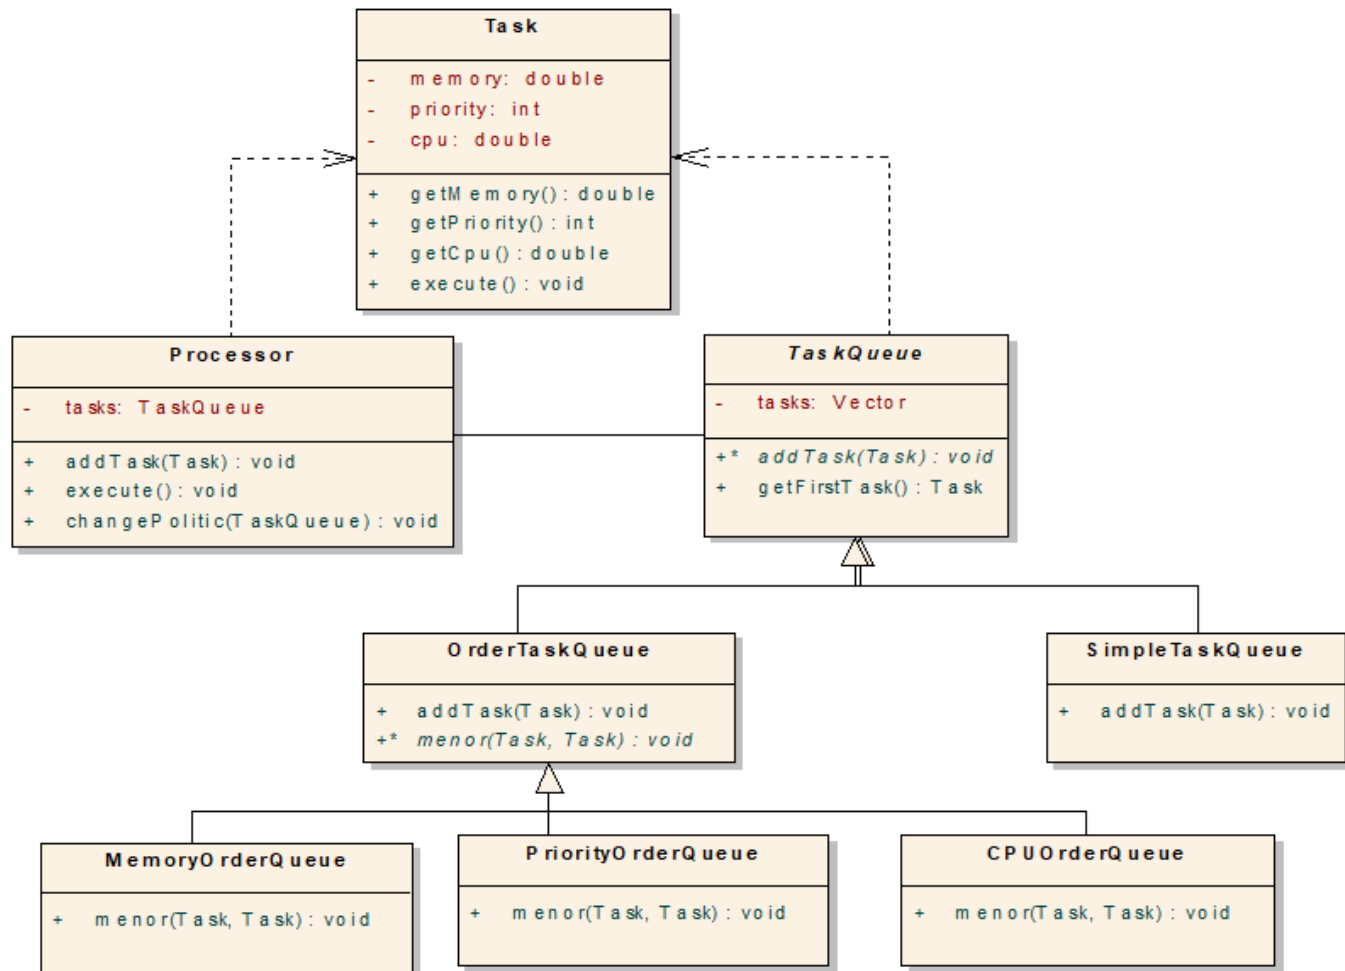 Task
- memory: double
- priority: int
- cpu: double
+ getMemory() : double
+ getPriority() : int
+ getCpu() : double
+ execute() : void
Processor
- tasks: TaskQueue
+ addTask(Task) : void
+ execute() : void
+ changePolitic(TaskQueue) : void
TaskQueue
- tasks: Vector
+* addTask(Task) : void
+ getFirstTask() : Task
OrderTaskQueue
+ addTask(Task) : void
+* menor(Task, Task) : void
SimpleTaskQueue
+ addTask(Task) : void
MemoryOrderQueue
+ menor(Task, Task) : void
PriorityOrderQueue
+ menor(Task, Task) : void
CPUOrderQueue
+ menor(Task, Task) : void